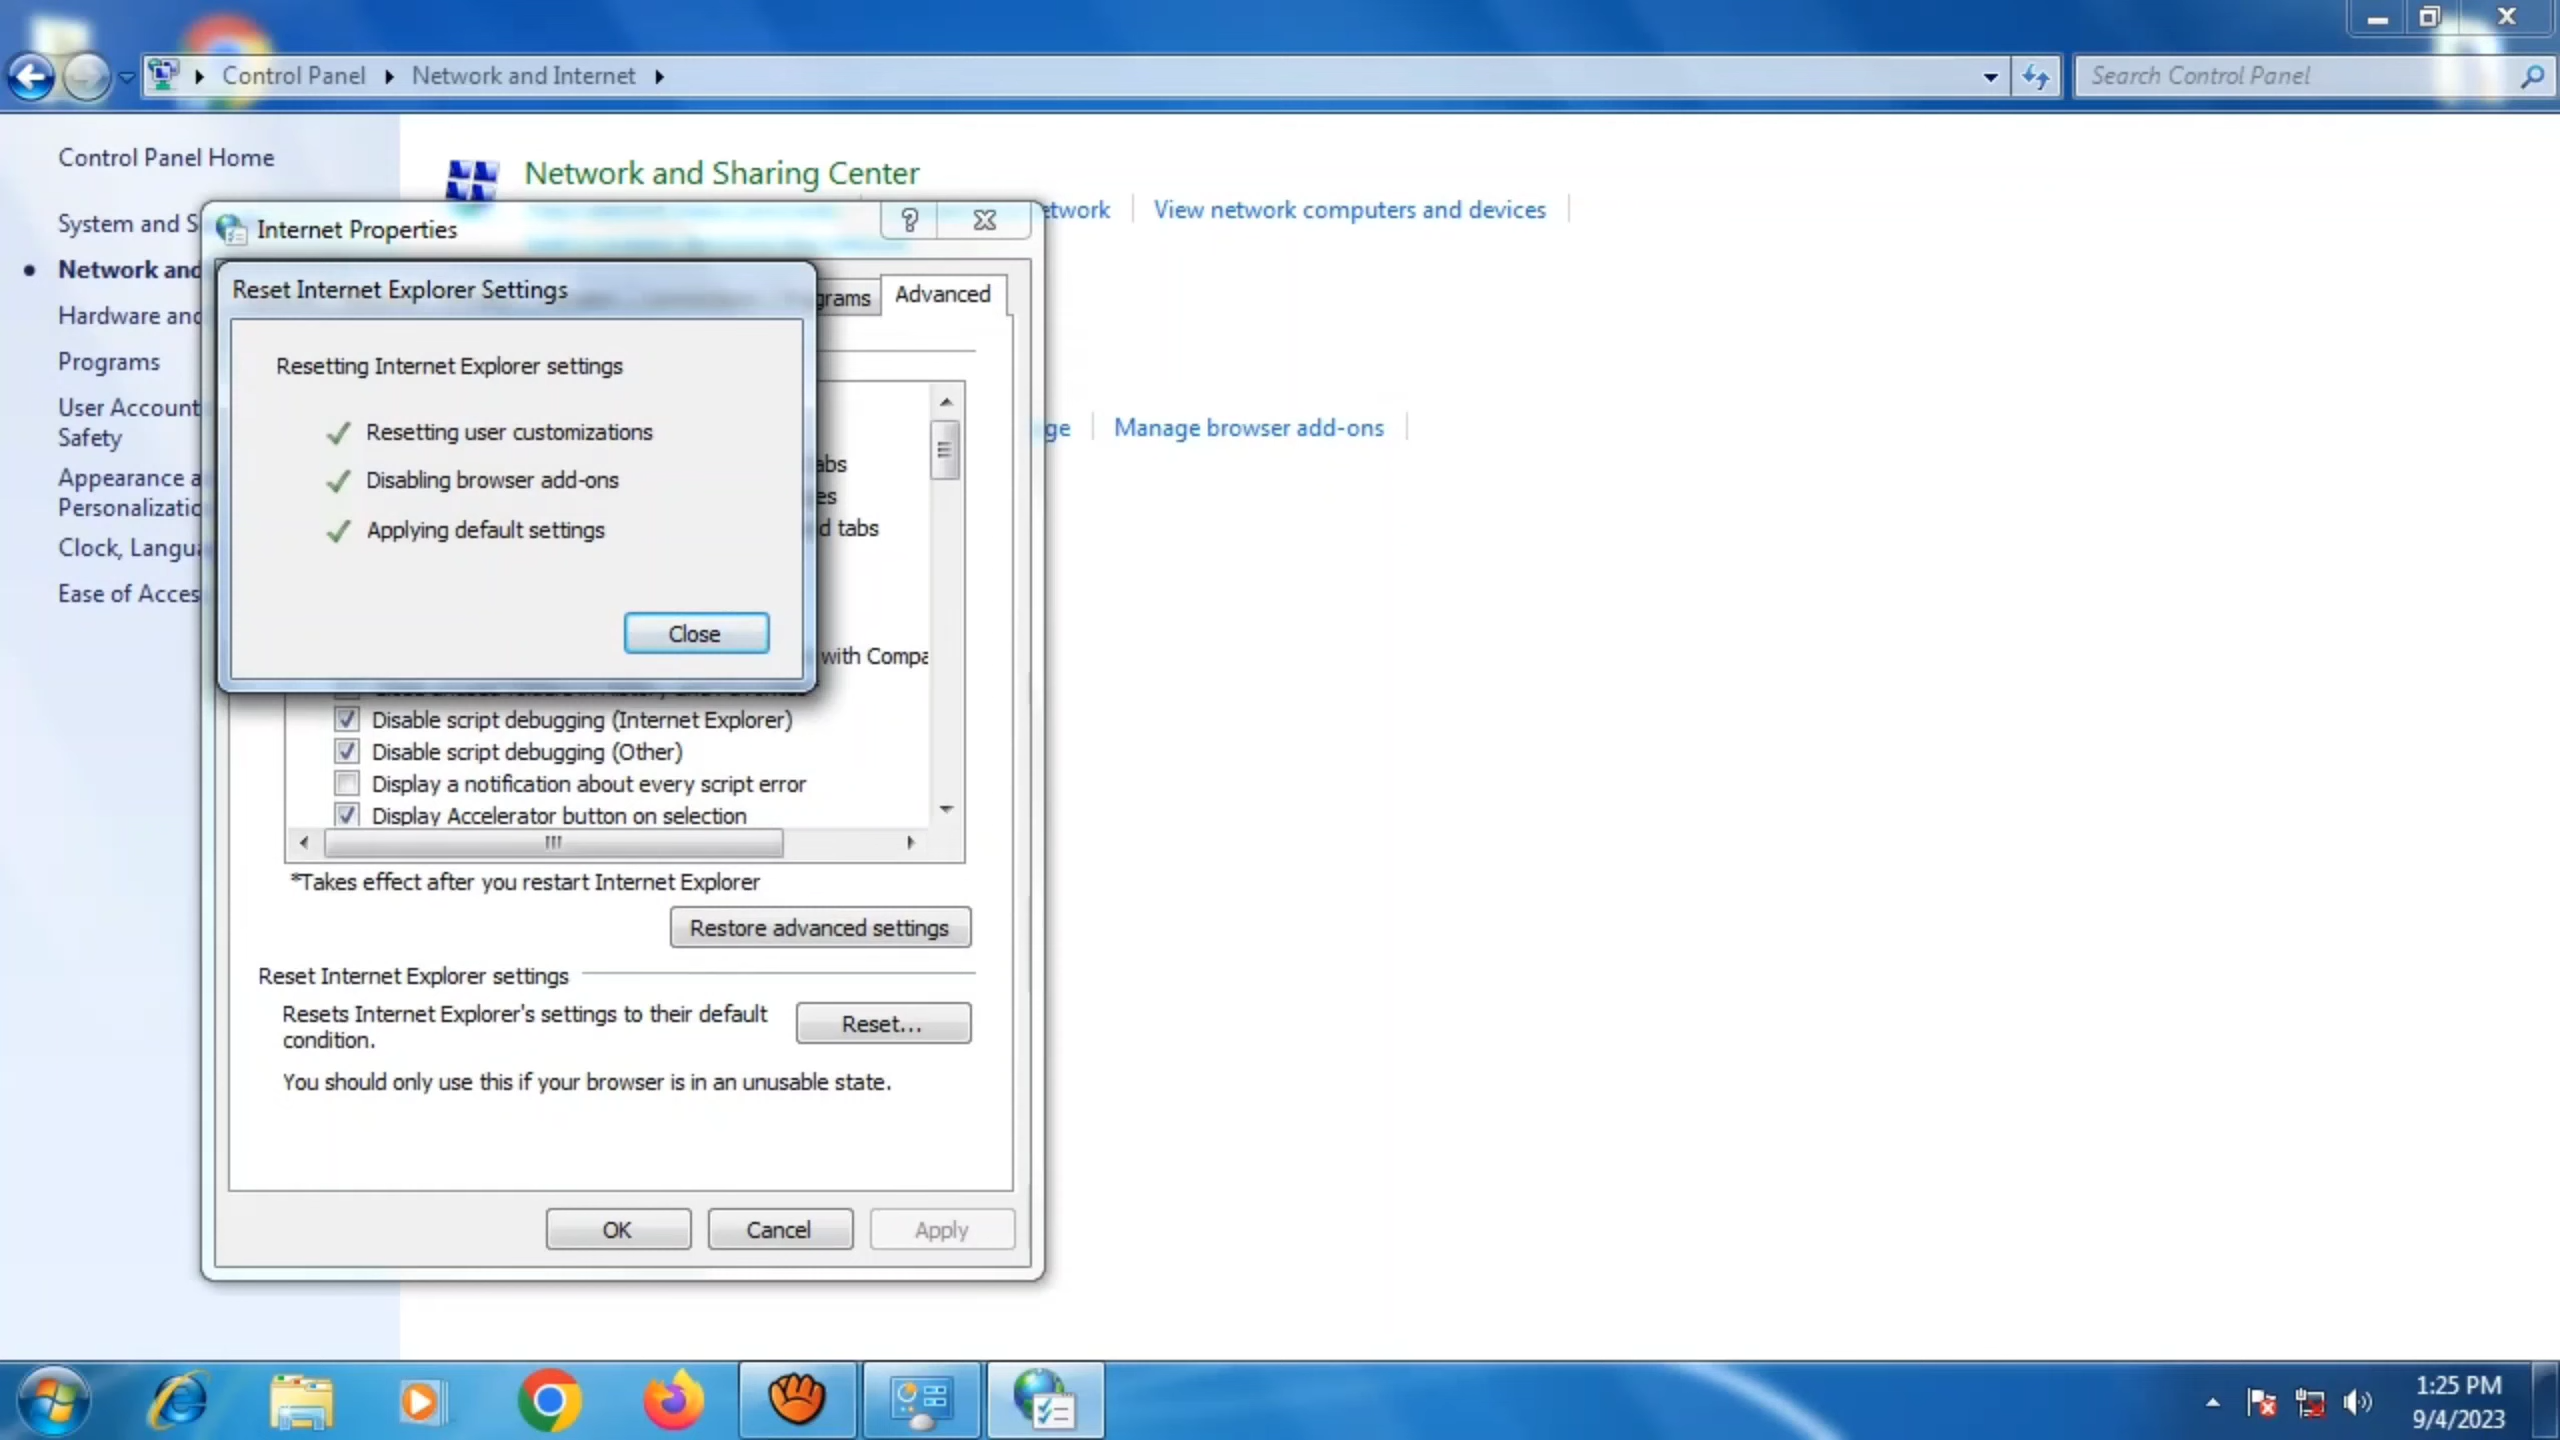 Control Panel
Network and Internet
Search Control Panel
Control Panel Home
Network and Sharing Center
System and S
View network computers and devices
Internet Properties
Network and
Reset Internet Explorer Settings
grams
Advanced
Hardware and
Programs
Resetting Internet Explorer settings
User Account
Safety
Resetting user customizations
ge
Manage browser add-ons
abs
Appearance a
Personalizatio
Disabling browser add-ons
es
Applying default settings
d tabs
Clock, Langua
Ease of Acces
Close
with Compa
Disable script debugging (Internet Explorer)
Disable script debugging (Other)
Display a notification about every script error
Display Accelerator button on selection
*Takes effect after you restart Internet Explorer
Restore advanced settings
Reset Internet Explorer settings
Resets Internet Explorer's settings to their default
condition.
Reset...
You should only use this if your browser is in an unusable state.
OK
Cancel
Apply
1:25 PM
9/4/2023